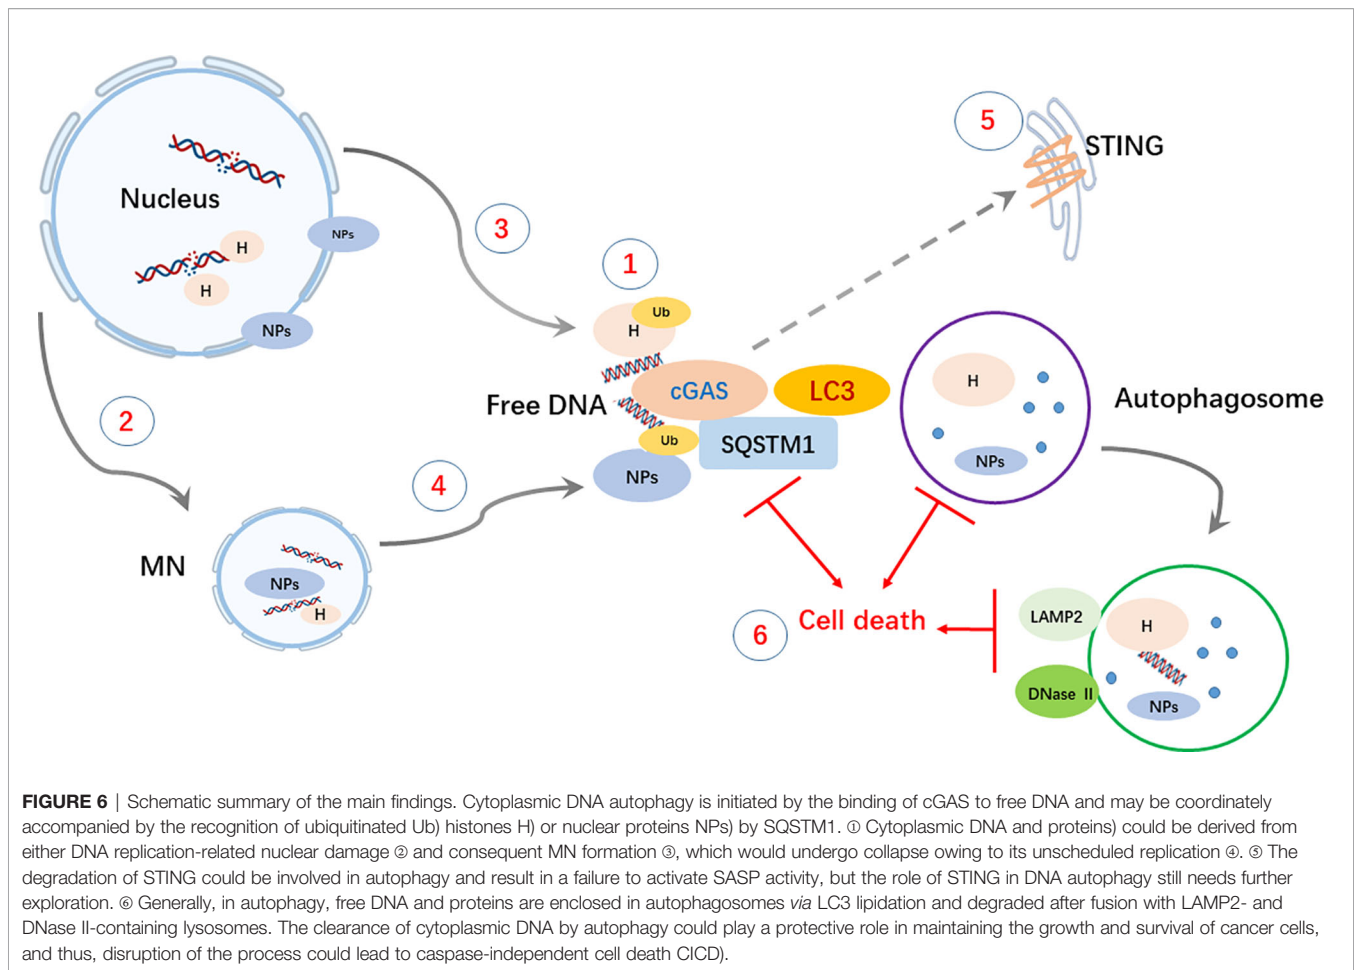 5
STING
Nucleus
3
NPs
H
H
1
NPs
Ub
H
cGAS
LC3
Free DNA
H
Autophagosome
2
Ub
SQSTM1
NPs
NPs
4
MN
NPs
H
6
Cell death
LAMP2
H
DNase II
NPs
FIGURE 6 | Schematic summary of the main findings. Cytoplasmic DNA autophagy is initiated by the binding of cGAS to free DNA and may be coordinately
accompanied by the recognition of ubiquitinated Ub) histones H) or nuclear proteins NPs) by SQSTM1. ① Cytoplasmic DNA and proteins) could be derived from
either DNA replication-related nuclear damage ② and consequent MN formation ③, which would undergo collapse owing to its unscheduled replication ④. ⑤ The
degradation of STING could be involved in autophagy and result in a failure to activate SASP activity, but the role of STING in DNA autophagy still needs further
exploration. ⑥ Generally, in autophagy, free DNA and proteins are enclosed in autophagosomes via LC3 lipidation and degraded after fusion with LAMP2- and
DNase II-containing lysosomes. The clearance of cytoplasmic DNA by autophagy could play a protective role in maintaining the growth and survival of cancer cells,
and thus, disruption of the process could lead to caspase-independent cell death CICD).